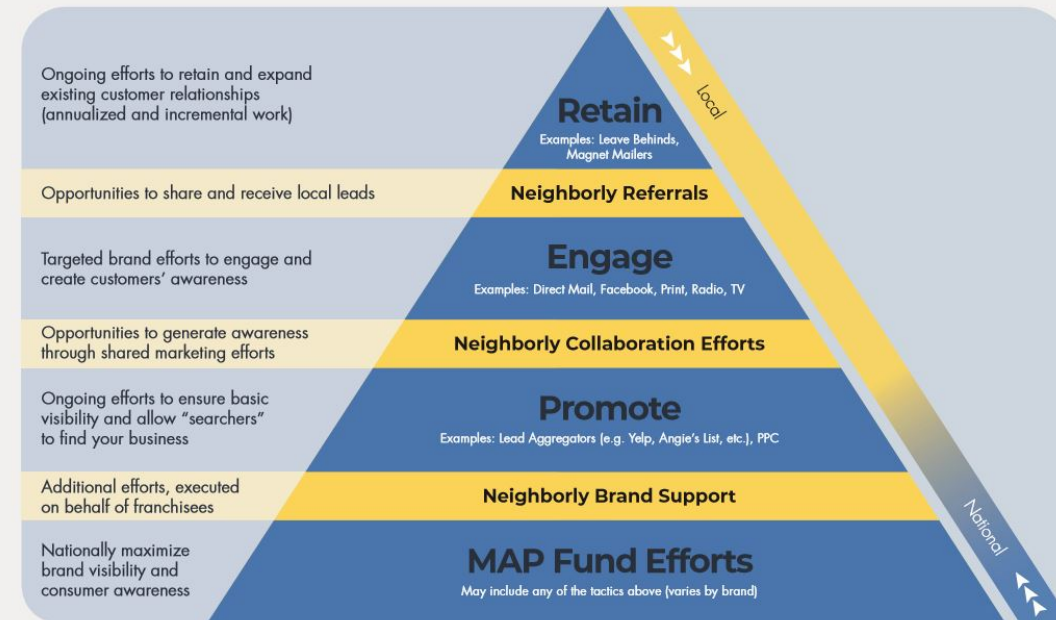 Ongoing efforts to retain and expand
existing customer relationships
(annualized and incremental work)
Retain
Examples: Leave Behinds,
Magnet Mailers
Local
Opportunities to share and receive local leads
Neighborly Referrals
Targeted brand efforts to engage and
create customers’ awareness
Engage
Examples: Direct Mail, Facebook, Print, Radio, TV
Opportunities to generate awareness
through shared marketing efforts
Neighborly Collaboration Efforts
Ongoing efforts to ensure basic
visibility and allow “searchers”
to find your business
Promote
Examples: Lead Aggregators (e.g. Yelp, Angie’s List, etc.), PPC
Additional efforts, executed
on behalf of franchisees
Neighborly Brand Support
National
Nationally maximize
brand visibility and
consumer awareness
MAP Fund Efforts
May include any of the tactics above (varies by brand)